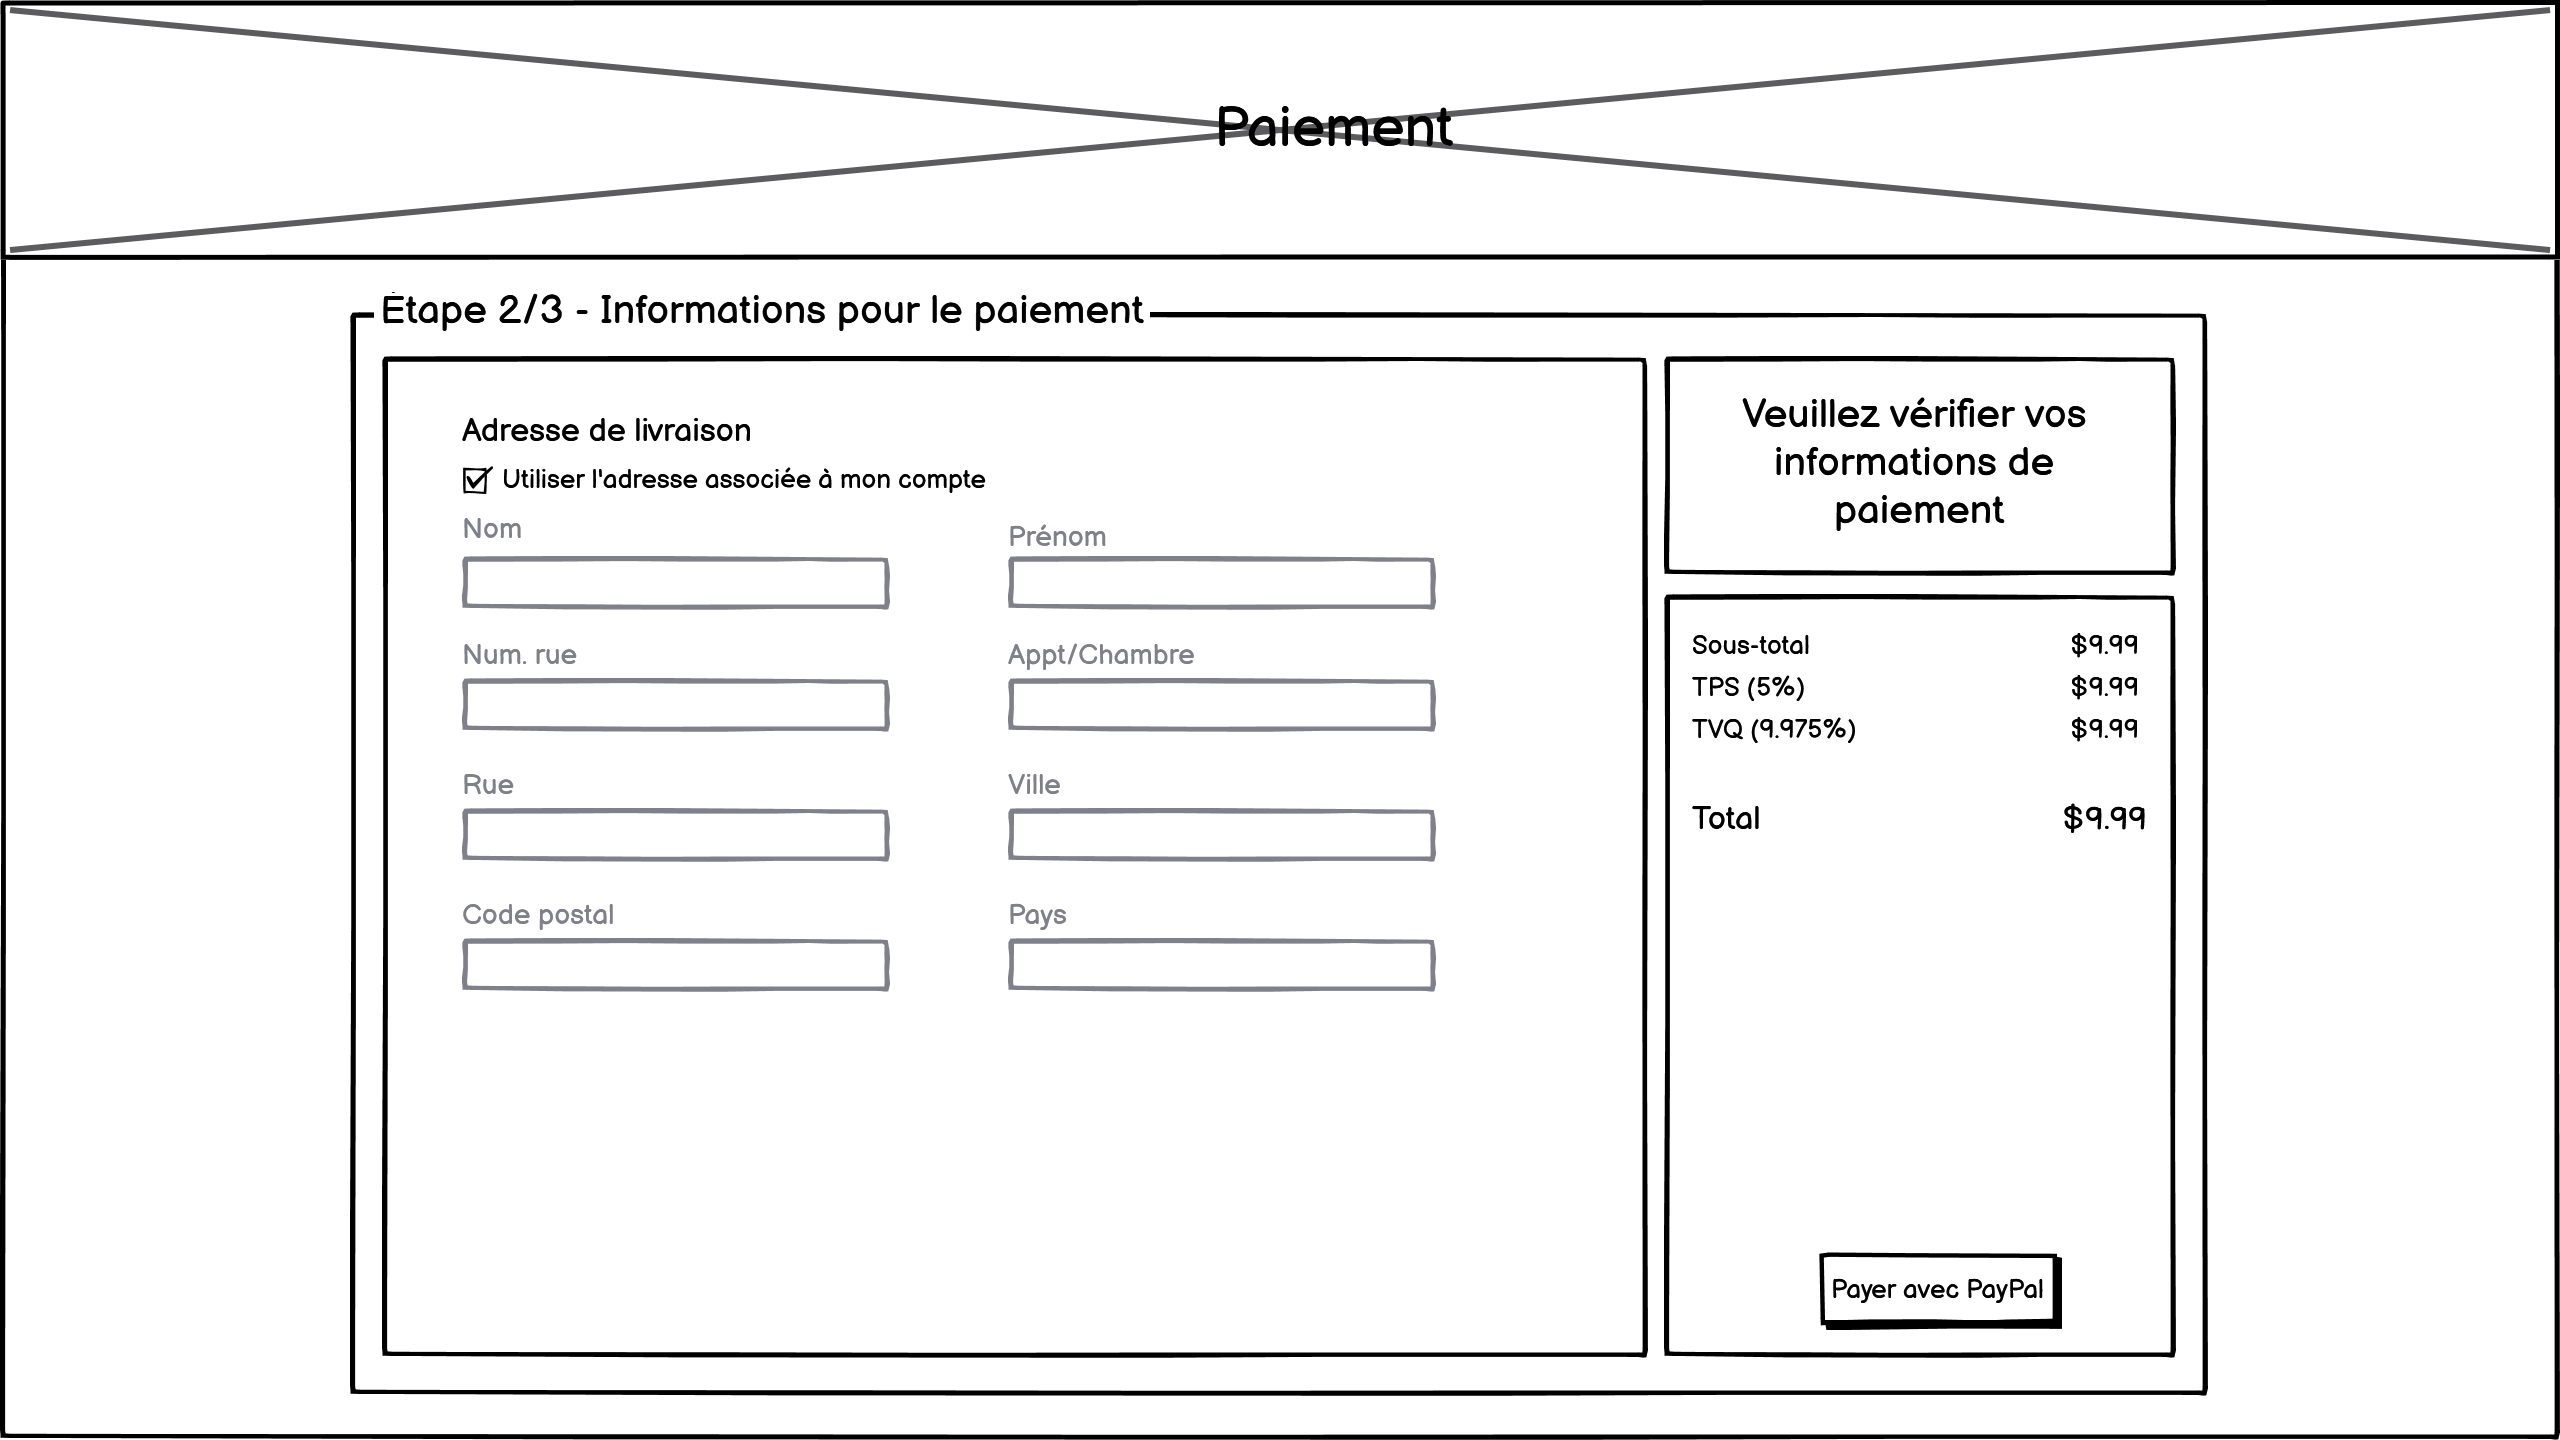 Paiement
Étape 2/3 - Informations pour le paiement
Adresse de livraison
Utiliser l'adresse associée à mon compte
Nom
Prénom
Num. rue
Appt/Chambre
Rue
Ville
Code postal
Pays
Veuillez vérifier vos
informations de
paiement
Sous-total $9.99
TPS (5%) $9.99
TVQ (9.975%) $9.99
Total $9.99
Payer avec PayPal